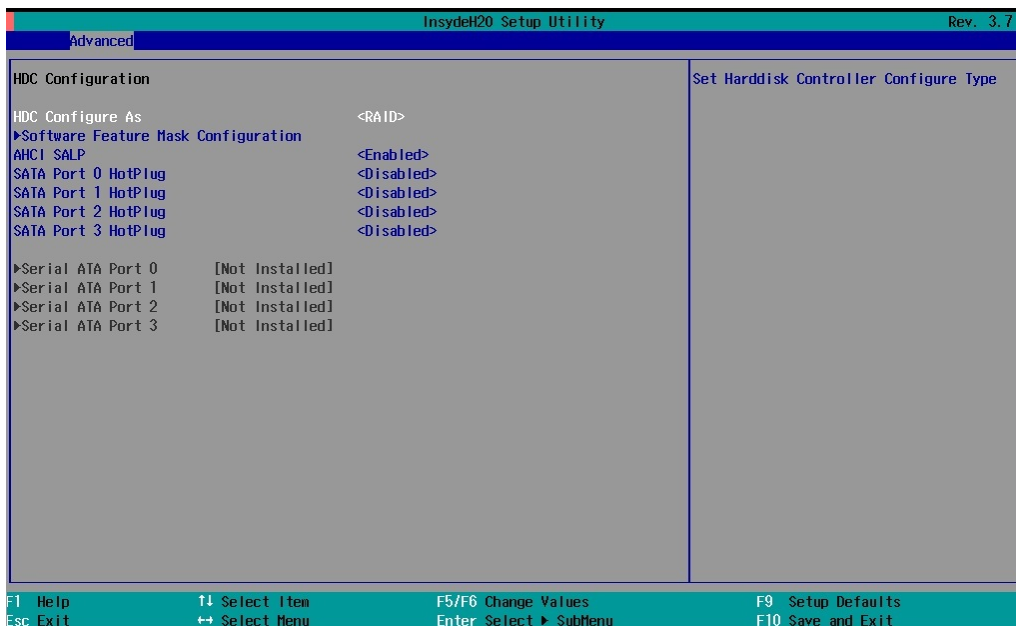 InsydeH2O Setup Utility Rev. 3.7
Advanced
HDC Configuration
Set Harddisk Controller Configure Type
HDC Configure As <RAID>
▶Software Feature Mask Configuration
AHCI SALP <Enabled>
SATA Port 0 HotPlug <Disabled>
SATA Port 1 HotPlug <Disabled>
SATA Port 2 HotPlug <Disabled>
SATA Port 3 HotPlug <Disabled>
▶Serial ATA Port 0 [Not Installed]
▶Serial ATA Port 1 [Not Installed]
▶Serial ATA Port 2 [Not Installed]
▶Serial ATA Port 3 [Not Installed]
F1 Help ↑↓ Select Item F5/F6 Change Values F9 Setup Defaults
Esc Exit ↔ Select Menu Enter Select ▶ SubMenu F10 Save and Exit